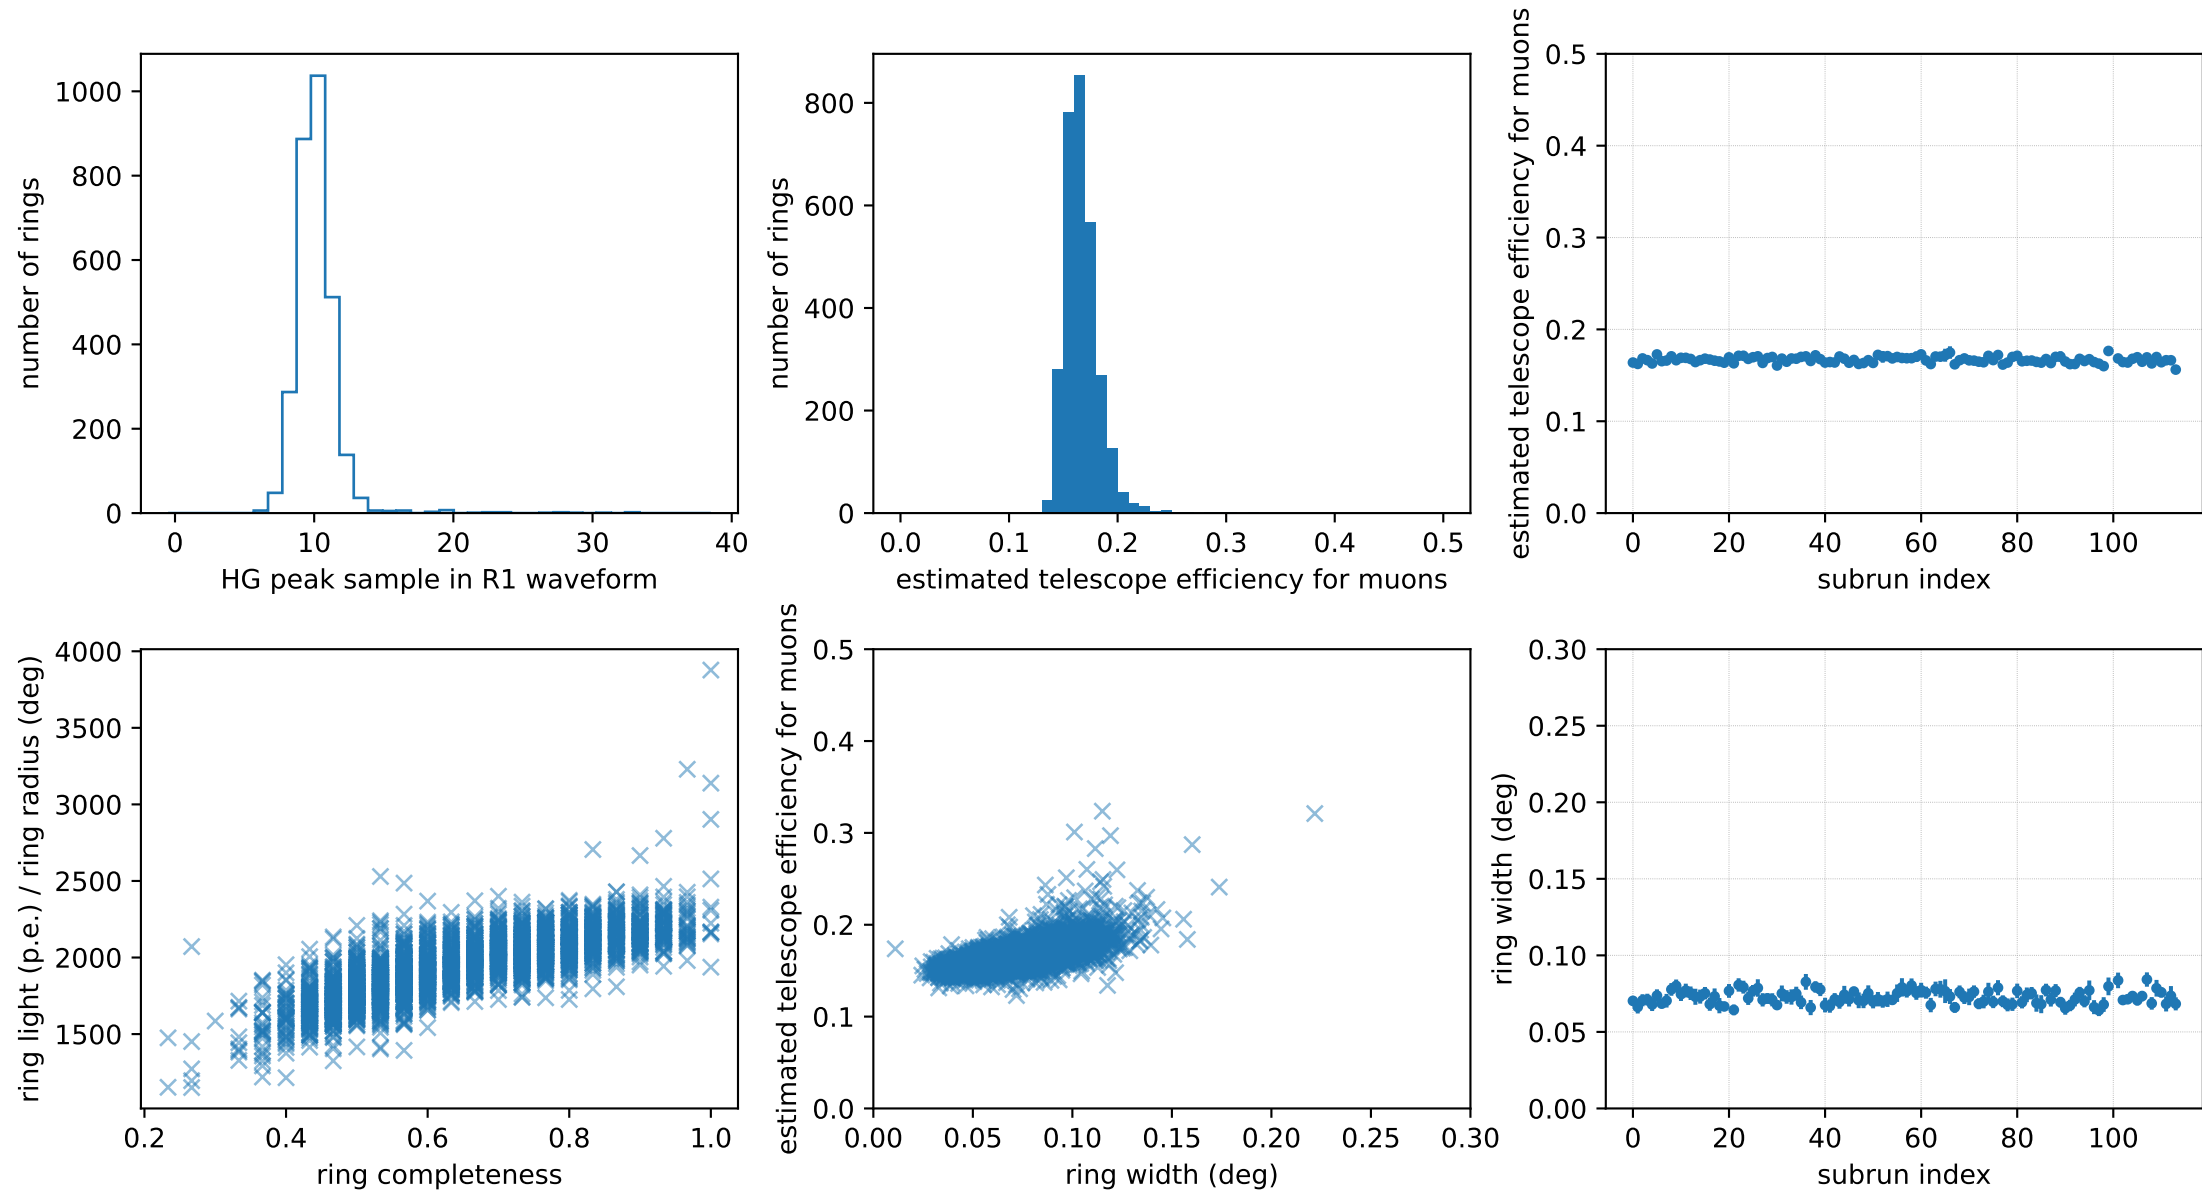 1000
800
600
400
200
0
number of rings
0 10 20 30 40
HG peak sample in R1 waveform
800
600
400
200
0
number of rings
0.0 0.1 0.2 0.3 0.4 0.5
estimated telescope efficiency for muons
0.5
0.4
0.3
0.2
0.1
0.0
estimated telescope efficiency for muons
0 20 40 60 80 100
subrun index
4000
3500
3000
2500
2000
1500
ring light (p.e.) / ring radius (deg)
0.2 0.4 0.6 0.8 1.0
ring completeness
0.5
0.4
0.3
0.2
0.1
0.0
estimated telescope efficiency for muons
0.00 0.05 0.10 0.15 0.20 0.25 0.30
ring width (deg)
0.30
0.25
0.20
0.15
0.10
0.05
0.00
ring width (deg)
0 20 40 60 80 100
subrun index